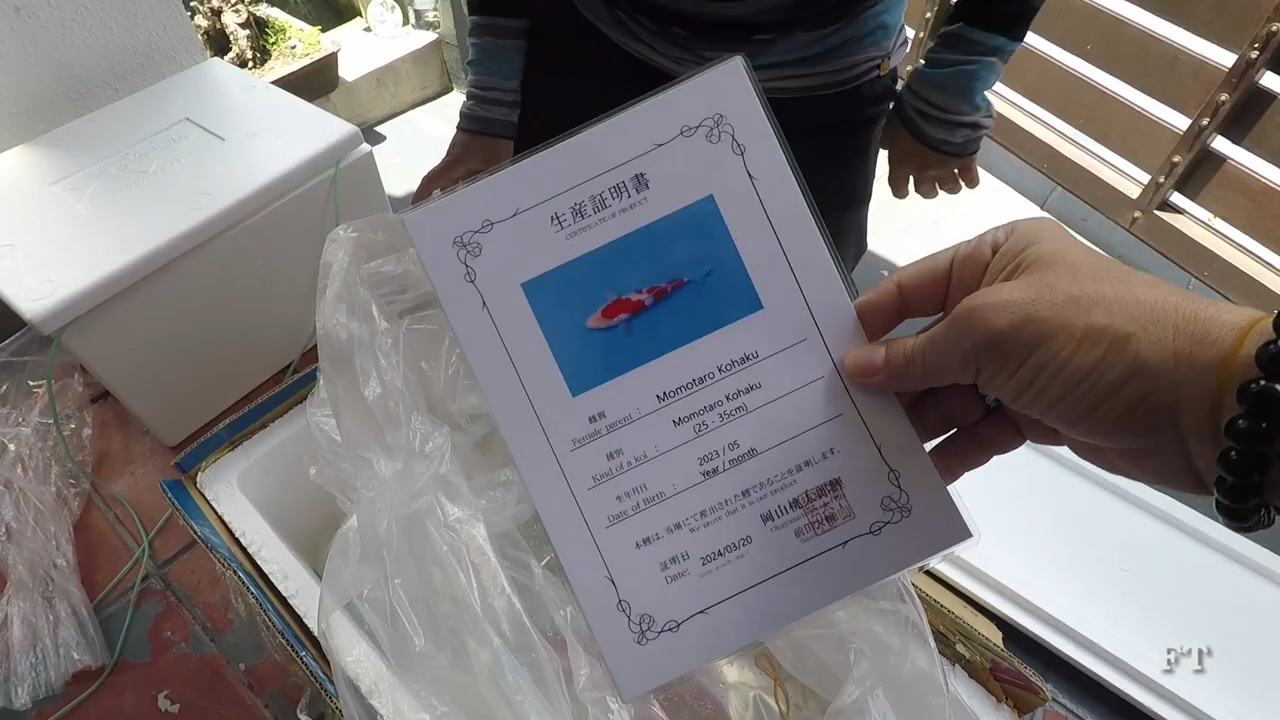 生産証明書
CERTIFICATE OF PRODUCT
雌親
Female parent : Momotaro Kohaku
種別
Kind of a koi : Momotaro Kohaku
(25 - 35cm)
生年月日
Date of Birth : 2023 / 05
Year / month
本鯉は、当場にて産出された鯉であることを証明します。
We prove that it is our product
岡山桃太郎鯉
証明日
Date: 2024/03/20
FT